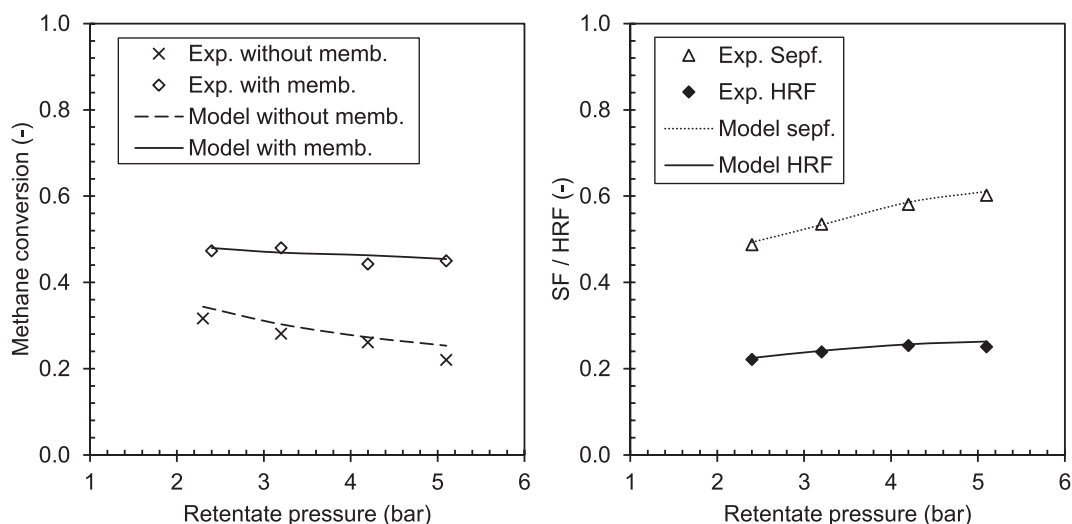 1.0
0.8
0.6
0.4
0.2
0.0
Methane conversion (-)
Exp. without memb.
Exp. with memb.
Model without memb.
Model with memb.
1 2 3 4 5 6
Retentate pressure (bar)
1.0
0.8
0.6
0.4
0.2
0.0
SF / HRF (-)
Exp. Sepf.
Exp. HRF
Model sepf.
Model HRF
1 2 3 4 5 6
Retentate pressure (bar)